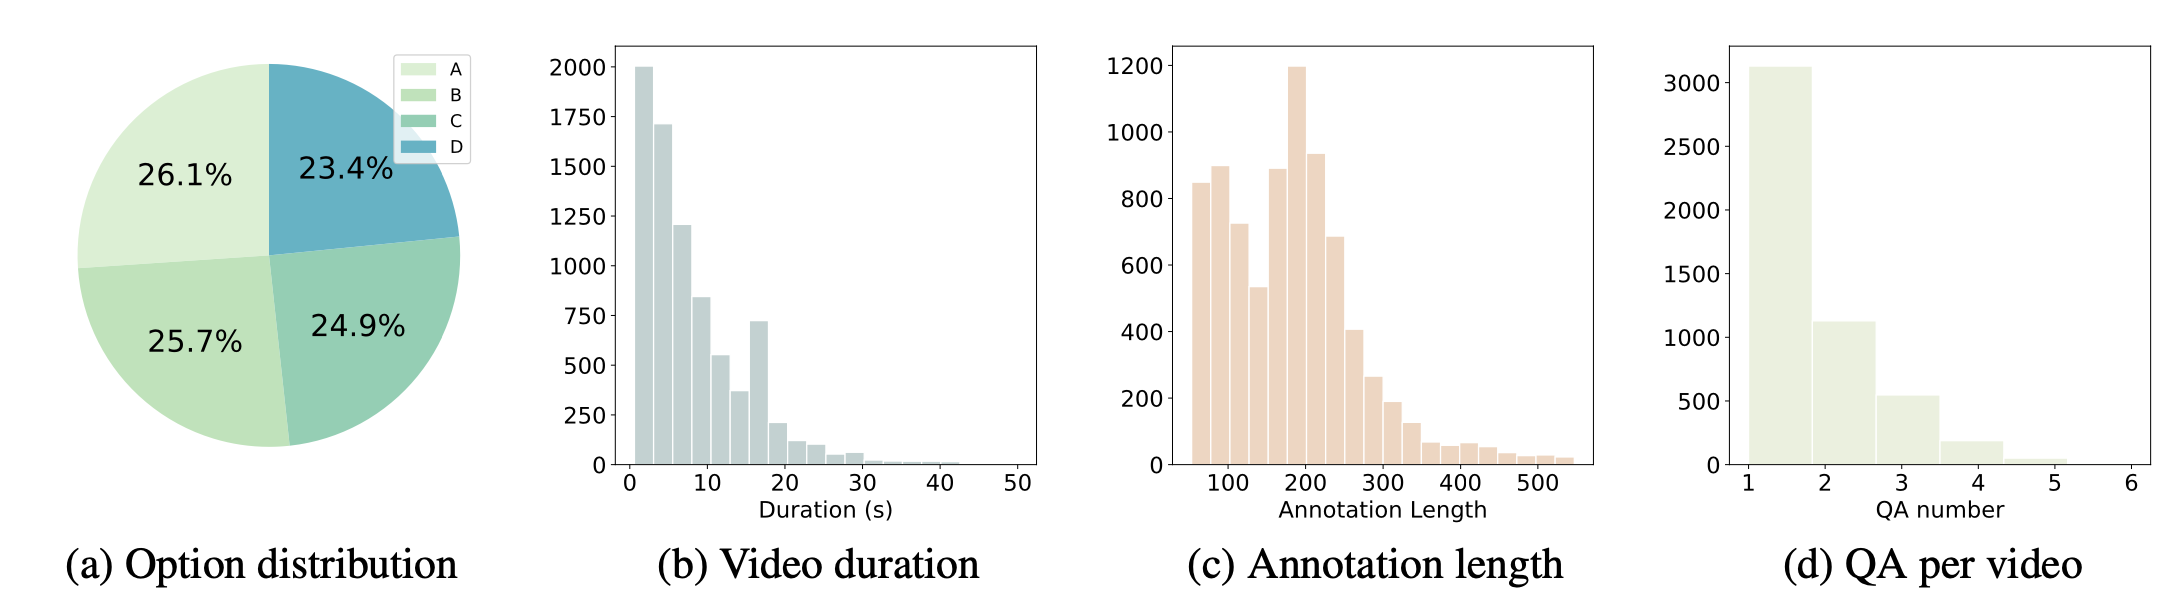 A
B
C
D
26.1%
23.4%
25.7%
24.9%
(a) Option distribution
2000
1750
1500
1250
1000
750
500
250
0
0 10 20 30 40 50
Duration (s)
(b) Video duration
1200
1000
800
600
400
200
0
100 200 300 400 500
Annotation Length
(c) Annotation length
3000
2500
2000
1500
1000
500
0
1 2 3 4 5 6
QA number
(d) QA per video